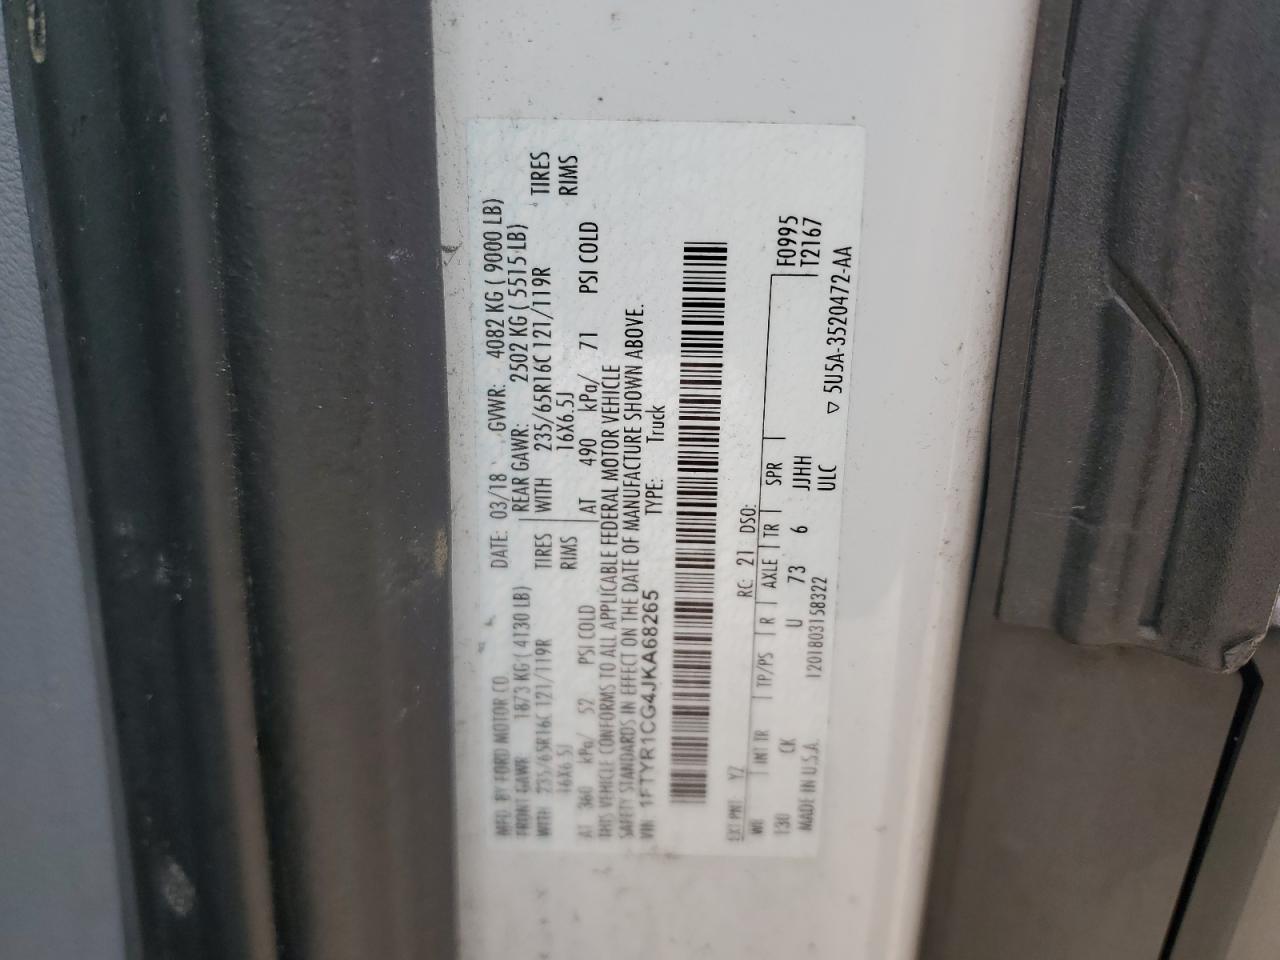 MFD. BY FORD MOTOR CO.
DATE: 03/18 GVWR: 4082 KG ( 9000 LB)
FRONT GAWR: 1873 KG ( 4130 LB) REAR GAWR: 2502 KG ( 5515 LB)
WITH 235/65R16C 121/119R TIRES WITH 235/65R16C 121/119R TIRES
16X6.5J RIMS 16X6.5J RIMS
AT 360 kPa/ 52 PSI COLD AT 490 kPa/ 71 PSI COLD
THIS VEHICLE CONFORMS TO ALL APPLICABLE FEDERAL MOTOR VEHICLE
SAFETY STANDARDS IN EFFECT ON THE DATE OF MANUFACTURE SHOWN ABOVE.
VIN: 1FTYR1CG4JKA68265 TYPE: Truck
EXT PNT: YZ RC: 21 DSO:
WB INT TR TP/PS R AXLE TR SPR F0995
130 CK U 73 6 JJHH T2167
MADE IN U.S.A. 1201803158322 ULC
▽ 5U5A-3520472-AA